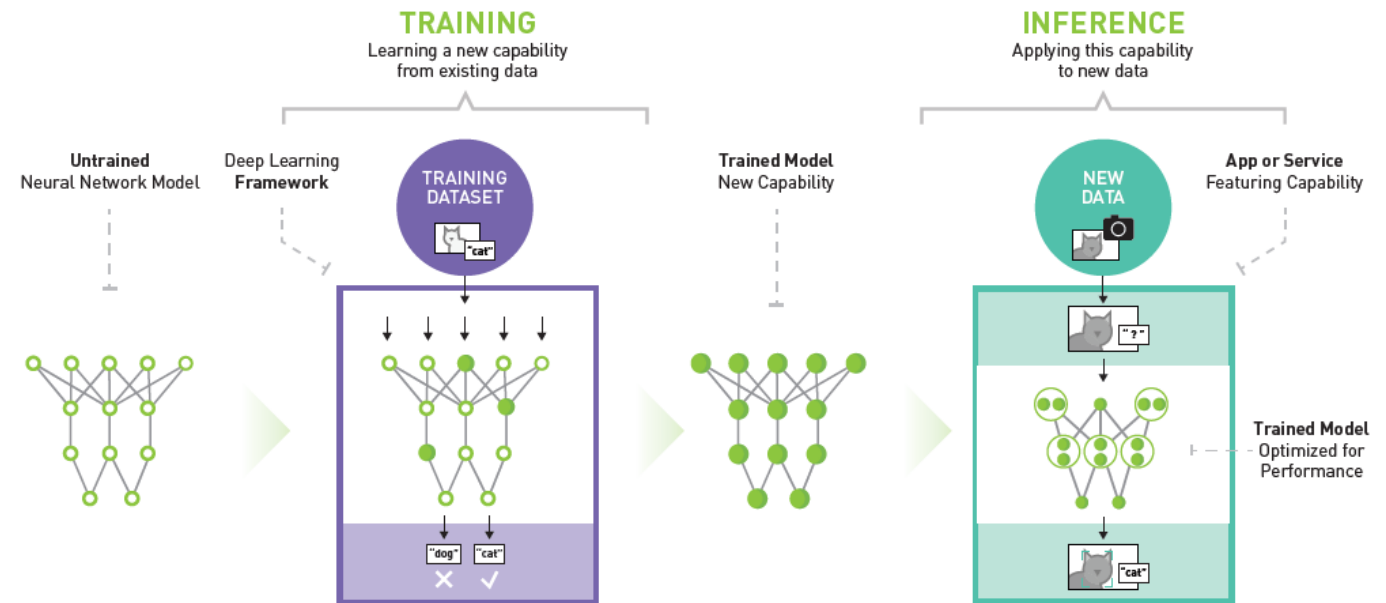 TRAINING
Learning a new capability
from existing data
INFERENCE
Applying this capability
to new data
Untrained
Neural Network Model
Deep Learning
Framework
TRAINING
DATASET
"cat"
Trained Model
New Capability
NEW
DATA
App or Service
Featuring Capability
"?"
Trained Model
Optimized for
Performance
"dog"
"cat"
"cat"